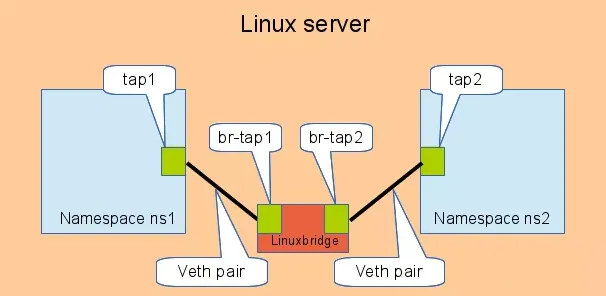 Linux server
tap1
tap2
br-tap1
br-tap2
Namespace ns1
Namespace ns2
Linuxbridge
Veth pair
Veth pair